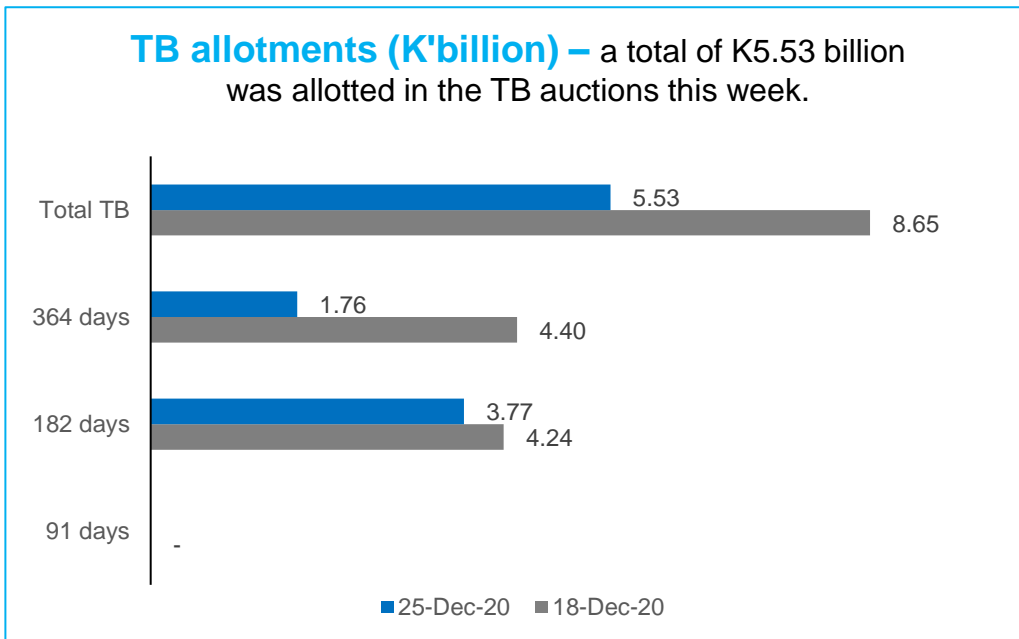 TB allotments (K'billion) – a total of K5.53 billion
was allotted in the TB auctions this week.
Total TB
5.53
8.65
364 days
1.76
4.40
182 days
3.77
4.24
91 days
-
25-Dec-20 18-Dec-20